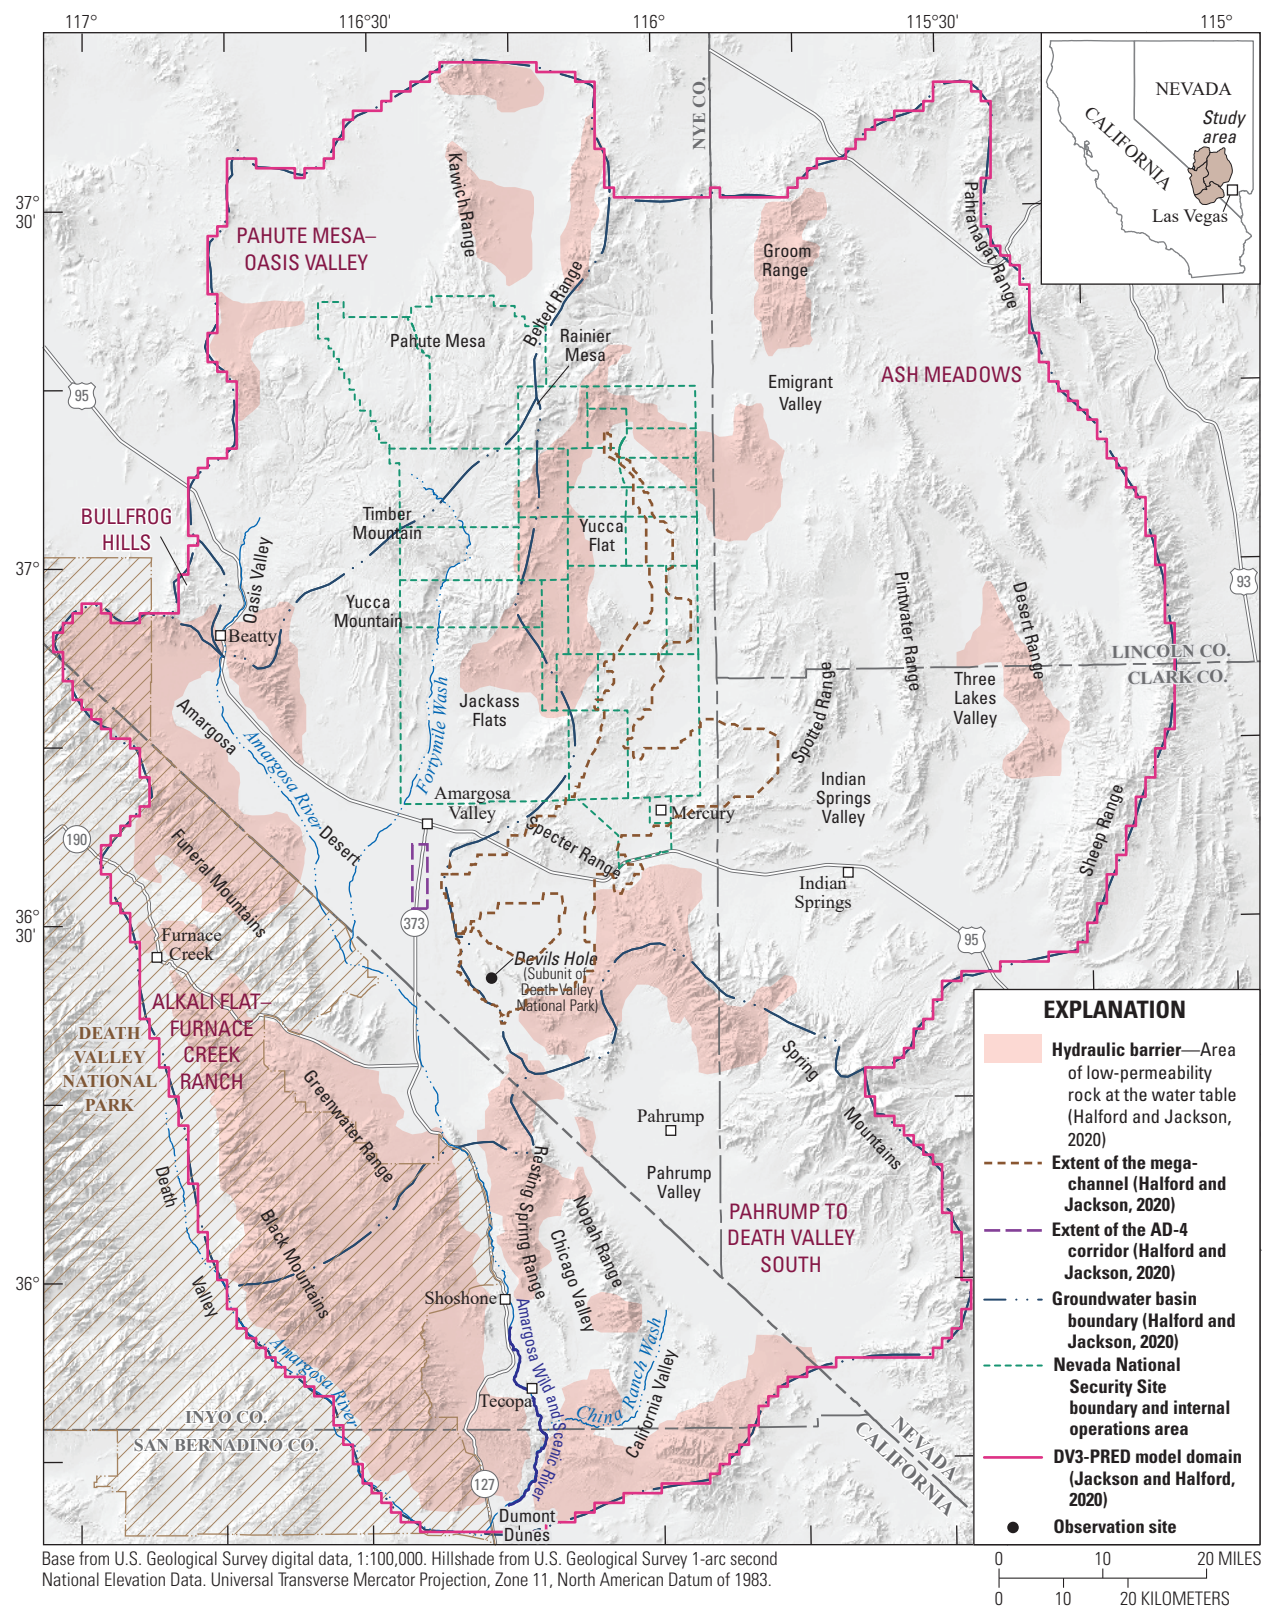 117°
116°30'
116°
115°30'
115°
37°
30'
37°
36°
30'
36°
NYE CO.
NEVADA
CALIFORNIA
Study
area
Las Vegas
Kawich Range
Pahranagat Range
PAHUTE MESA–
OASIS VALLEY
Groom
Range
Belted Range
Pahute Mesa
Rainier
Mesa
ASH MEADOWS
Emigrant
Valley
95
BULLFROG
HILLS
Timber
Mountain
Yucca
Flat
Oasis Valley
93
Yucca
Mountain
Pintwater Range
Desert Range
Beatty
LINCOLN CO.
CLARK CO.
Fortymile Wash
Jackass
Flats
Three
Lakes
Valley
Spotted Range
Amargosa
Desert
Amargosa River
Amargosa
Valley
Mercury
Indian
Springs
Valley
Sheep Range
190
Funeral Mountains
Specter Range
Indian
Springs
373
95
Furnace
Creek
Devils Hole
(Subunit of
Death Valley
National Park)
ALKALI FLAT–
FURNACE
CREEK
RANCH
DEATH
VALLEY
NATIONAL
PARK
Spring
Mountains
Greenwater Range
Pahrump
Pahrump
Valley
Death
Valley
Resting Spring Range
Nopah Range
Chicago Valley
PAHRUMP TO
DEATH VALLEY
SOUTH
Black Mountains
Shoshone
Amargosa Wild and Scenic River
China Ranch Wash
California Valley
Amargosa River
Tecopa
INYO CO.
SAN BERNADINO CO.
NEVADA
CALIFORNIA
127
Dumont
Dunes
EXPLANATION
Hydraulic barrier—Area
of low-permeability
rock at the water table
(Halford and Jackson,
2020)
Extent of the mega-
channel (Halford and
Jackson, 2020)
Extent of the AD-4
corridor (Halford and
Jackson, 2020)
Groundwater basin
boundary (Halford and
Jackson, 2020)
Nevada National
Security Site
boundary and internal
operations area
DV3-PRED model domain
(Jackson and Halford,
2020)
Observation site
Base from U.S. Geological Survey digital data, 1:100,000. Hillshade from U.S. Geological Survey 1-arc second
National Elevation Data. Universal Transverse Mercator Projection, Zone 11, North American Datum of 1983.
0 10 20 MILES
0 10 20 KILOMETERS